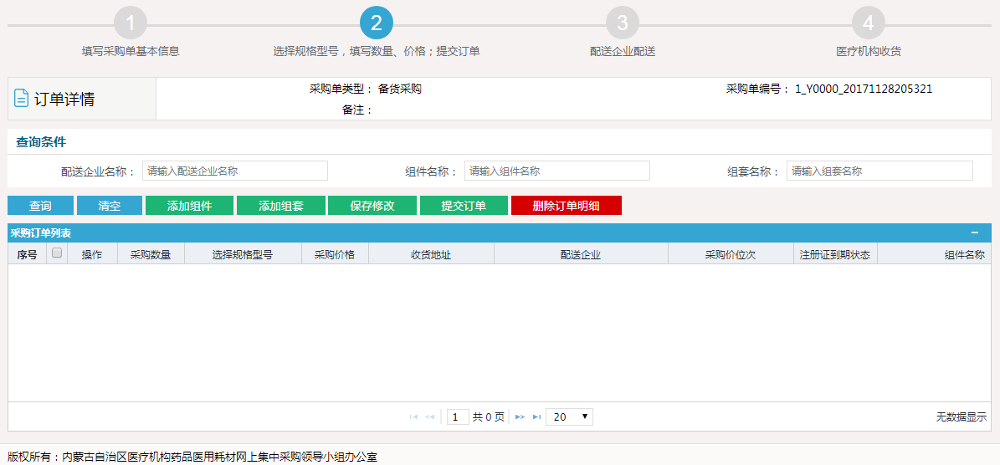 1 2 3 4
填写采购单基本信息 选择规格型号，填写数量、价格；提交订单 配送企业配送 医疗机构收货
订单详情
采购单类型： 备货采购 采购单编号： 1_Y0000_20171128205321
备注：
查询条件
配送企业名称： 请输入配送企业名称 组件名称： 请输入组件名称 组套名称： 请输入组套名称
查询 清空 添加组件 添加组套 保存修改 提交订单 删除订单明细
采购订单列表
序号 操作 采购数量 选择规格型号 采购价格 收货地址 配送企业 采购价位次 注册证到期状态 组件名称
1 共 0 页 20 无数据显示
版权所有：内蒙古自治区医疗机构药品医用耗材网上集中采购领导小组办公室